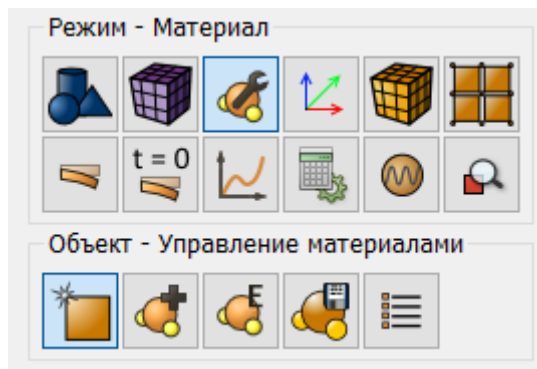 Режим - Материал
t = 0
Объект - Управление материалами
E